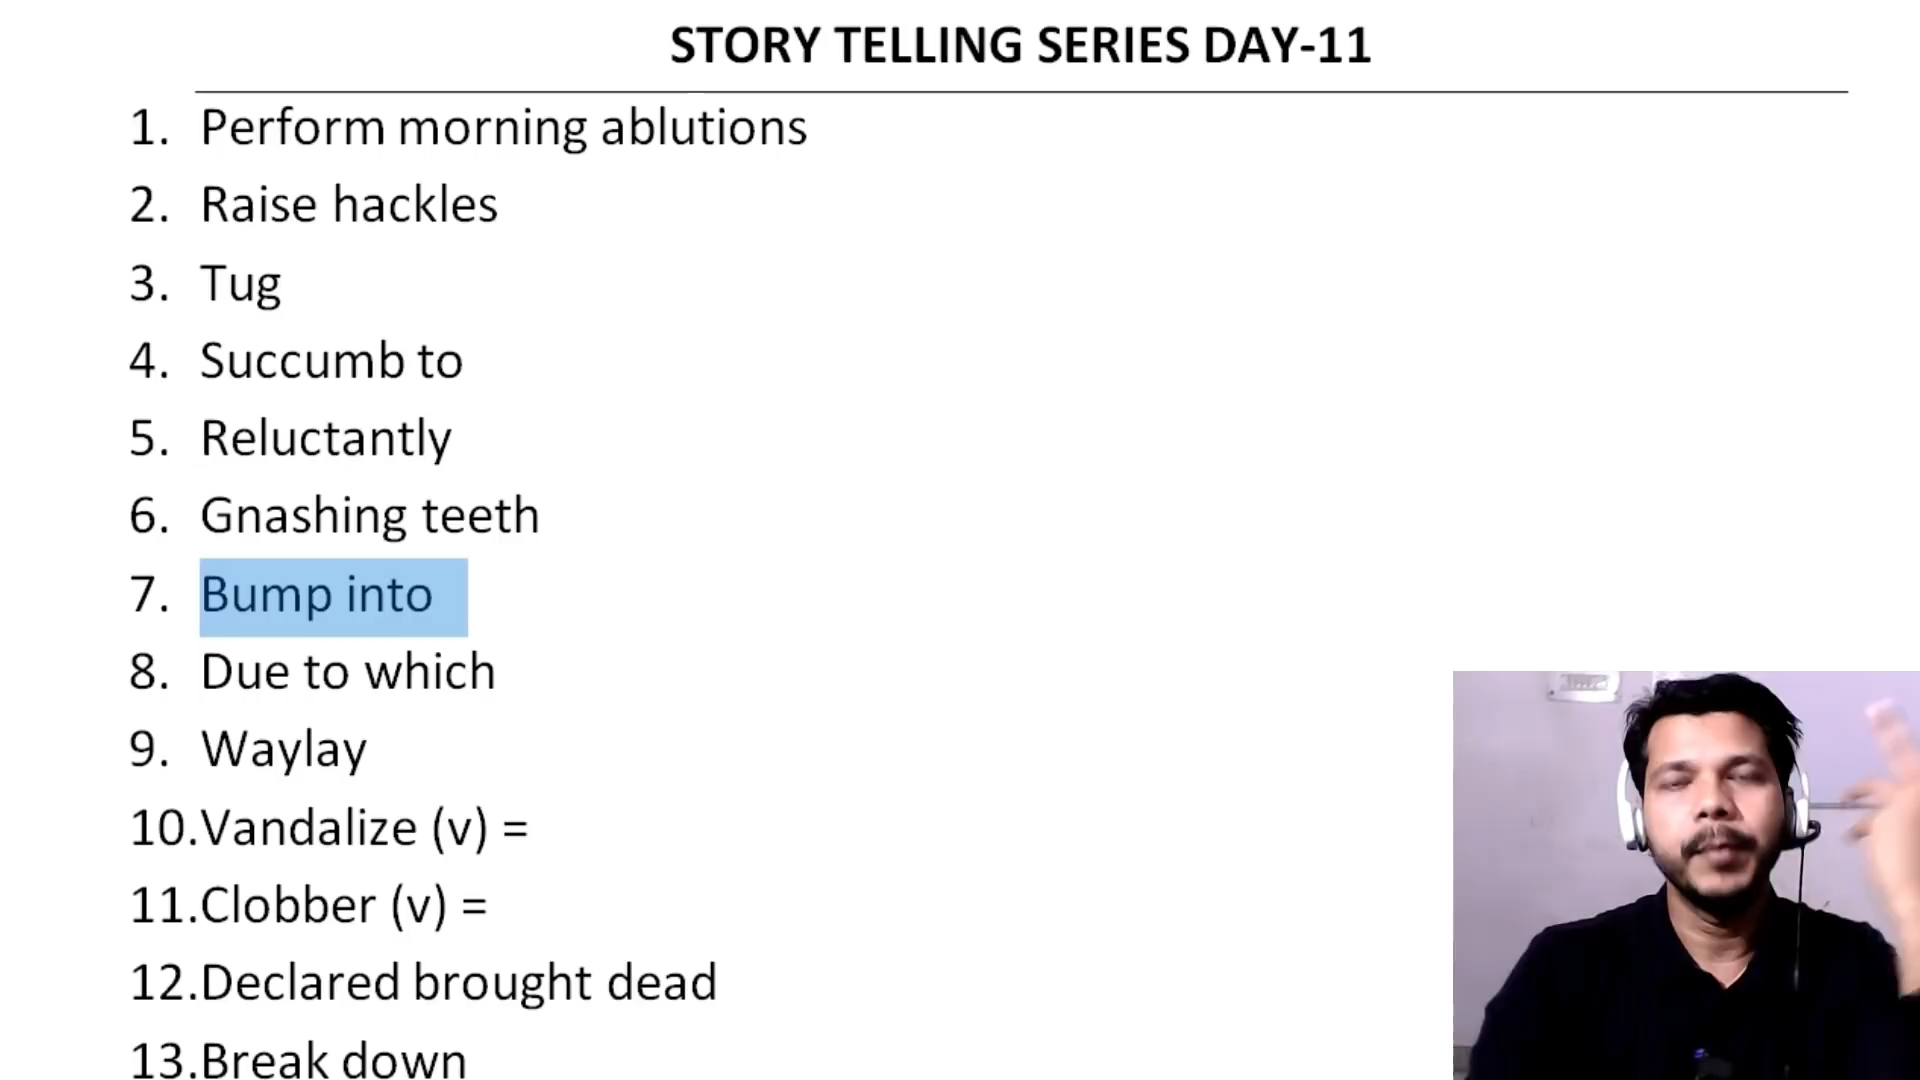 STORY TELLING SERIES DAY-11
1. Perform morning ablutions
2. Raise hackles
3. Tug
4. Succumb to
5. Reluctantly
6. Gnashing teeth
7. Bump into
8. Due to which
9. Waylay
10.Vandalize (v) =
11.Clobber (v) =
12.Declared brought dead
13.Break down